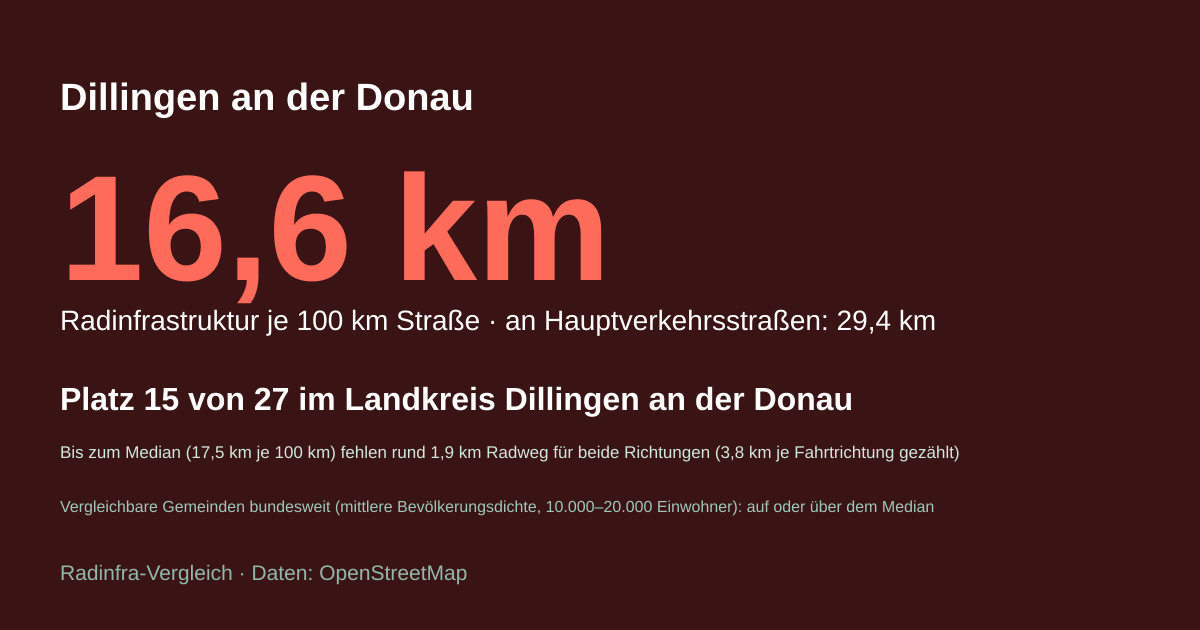 Dillingen an der Donau
16,6 km
Radinfrastruktur je 100 km Straße · an Hauptverkehrsstraßen: 29,4 km
Platz 15 von 27 im Landkreis Dillingen an der Donau
Bis zum Median (17,5 km je 100 km) fehlen rund 1,9 km Radweg für beide Richtungen (3,8 km je Fahrtrichtung gezählt)
Vergleichbare Gemeinden bundesweit (mittlere Bevölkerungsdichte, 10.000–20.000 Einwohner): auf oder über dem Median
Radinfra-Vergleich · Daten: OpenStreetMap